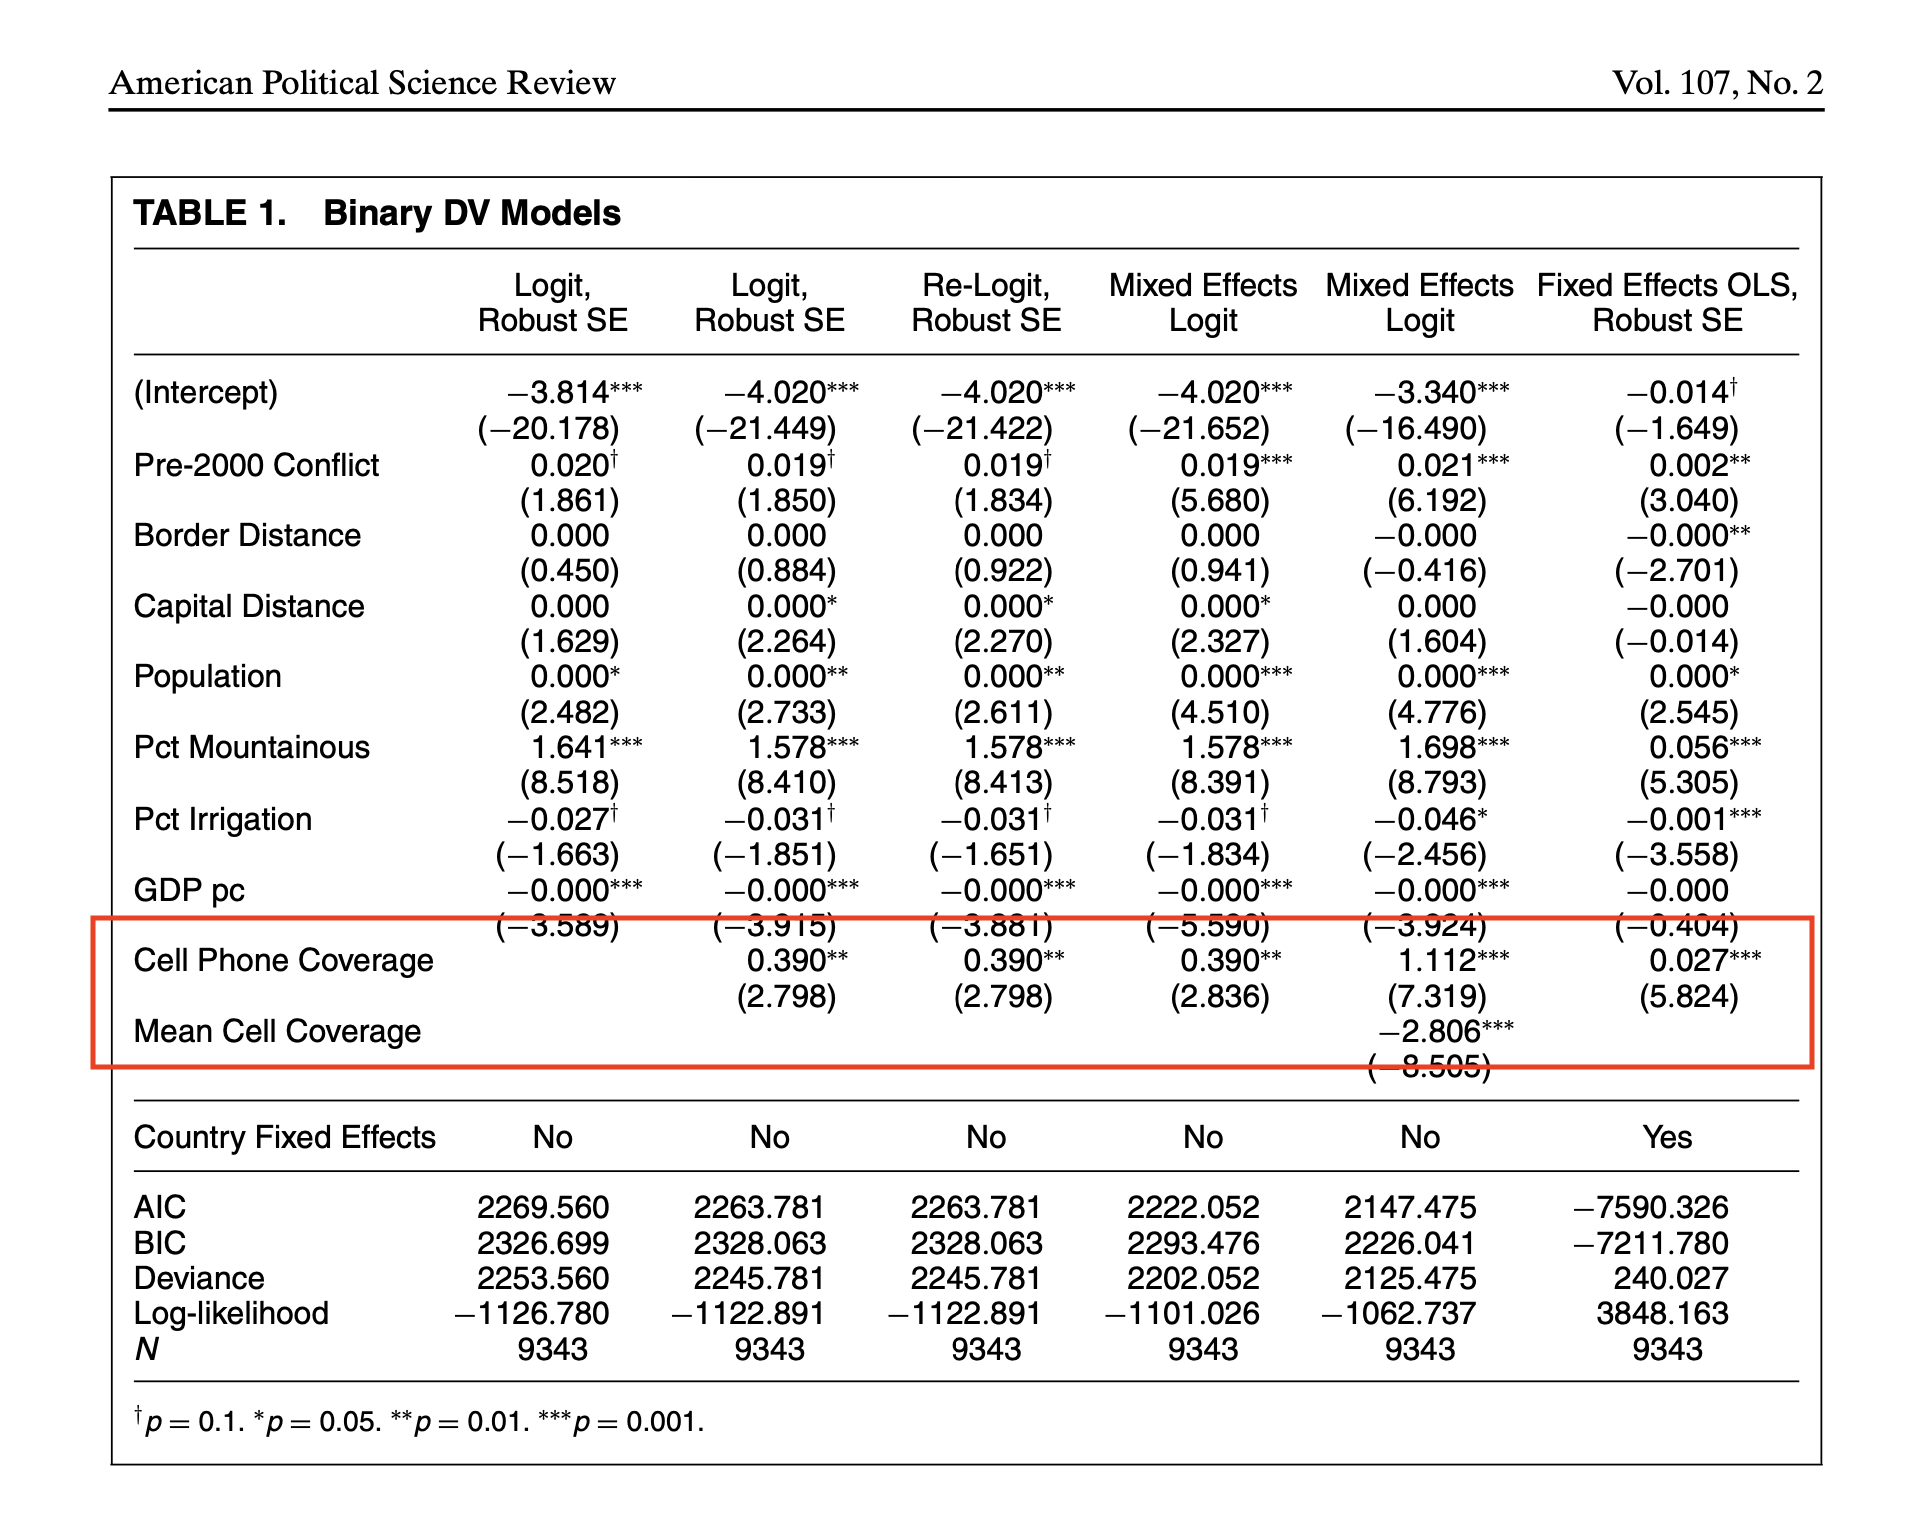 American Political Science Review Vol. 107, No. 2
TABLE 1. Binary DV Models
Logit, Logit, Re-Logit, Mixed Effects Mixed Effects Fixed Effects OLS,
Robust SE Robust SE Robust SE Logit Logit Robust SE
(Intercept) −3.814*** −4.020*** −4.020*** −4.020*** −3.340*** −0.014†
(−20.178) (−21.449) (−21.422) (−21.652) (−16.490) (−1.649)
Pre-2000 Conflict 0.020† 0.019† 0.019† 0.019*** 0.021*** 0.002**
(1.861) (1.850) (1.834) (5.680) (6.192) (3.040)
Border Distance 0.000 0.000 0.000 0.000 −0.000 −0.000**
(0.450) (0.884) (0.922) (0.941) (−0.416) (−2.701)
Capital Distance 0.000 0.000* 0.000* 0.000* 0.000 −0.000
(1.629) (2.264) (2.270) (2.327) (1.604) (−0.014)
Population 0.000* 0.000** 0.000** 0.000*** 0.000*** 0.000*
(2.482) (2.733) (2.611) (4.510) (4.776) (2.545)
Pct Mountainous 1.641*** 1.578*** 1.578*** 1.578*** 1.698*** 0.056***
(8.518) (8.410) (8.413) (8.391) (8.793) (5.305)
Pct Irrigation −0.027† −0.031† −0.031† −0.031† −0.046* −0.001***
(−1.663) (−1.851) (−1.651) (−1.834) (−2.456) (−3.558)
GDP pc −0.000*** −0.000*** −0.000*** −0.000*** −0.000*** −0.000
(−3.589) (−3.915) (−3.881) (−5.590) (−3.924) (−0.404)
Cell Phone Coverage 0.390** 0.390** 0.390** 1.112*** 0.027***
(2.798) (2.798) (2.836) (7.319) (5.824)
Mean Cell Coverage −2.806***
(−8.505)
Country Fixed Effects No No No No No Yes
AIC 2269.560 2263.781 2263.781 2222.052 2147.475 −7590.326
BIC 2326.699 2328.063 2328.063 2293.476 2226.041 −7211.780
Deviance 2253.560 2245.781 2245.781 2202.052 2125.475 240.027
Log-likelihood −1126.780 −1122.891 −1122.891 −1101.026 −1062.737 3848.163
N 9343 9343 9343 9343 9343 9343
†p = 0.1. *p = 0.05. **p = 0.01. ***p = 0.001.